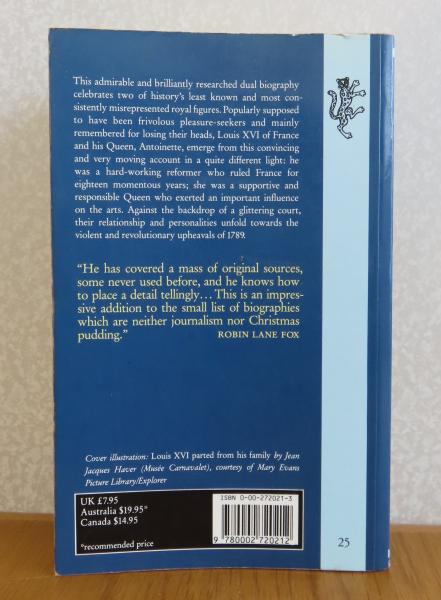 This admirable and brilliantly researched dual biography
celebrates two of history's least known and most con-
sistently misrepresented royal figures. Popularly supposed
to have been frivolous pleasure-seekers and mainly
remembered for losing their heads, Louis XVI of France
and his Queen, Antoinette, emerge from this convincing
and very moving account in a quite different light: he
was a hard-working reformer who ruled France for
eighteen momentous years; she was a supportive and
responsible Queen who exerted an important influence
on the arts. Against the backdrop of a glittering court,
their relationship and personalities unfold towards the
violent and revolutionary upheavals of 1789.
"He has covered a mass of original sources,
some never used before, and he knows how
to place a detail tellingly… This is an impres-
sive addition to the small list of biographies
which are neither journalism nor Christmas
pudding." ROBIN LANE FOX
Cover illustration: Louis XVI parted from his family by Jean
Jacques Haver (Musée Carnavalet), courtesy of Mary Evans
Picture Library/Explorer
UK £7.95
Australia $19.95*
Canada $14.95
*recommended price
ISBN 0-00-272021-3
9 780002 720212
25